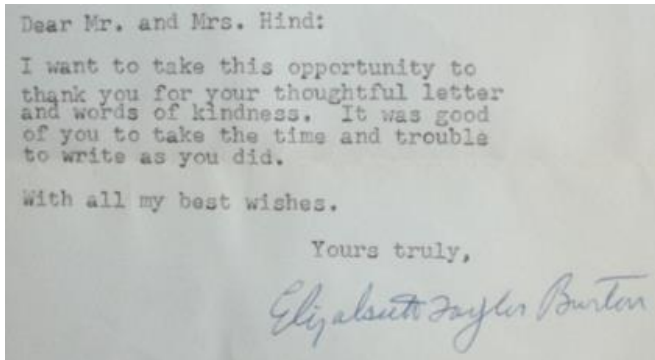 Dear Mr. and Mrs. Hind:
I want to take this opportunity to
thank you for your thoughtful letter
and words of kindness. It was good
of you to take the time and trouble
to write as you did.
With all my best wishes.
Yours truly,
Elizabeth Taylor Burton